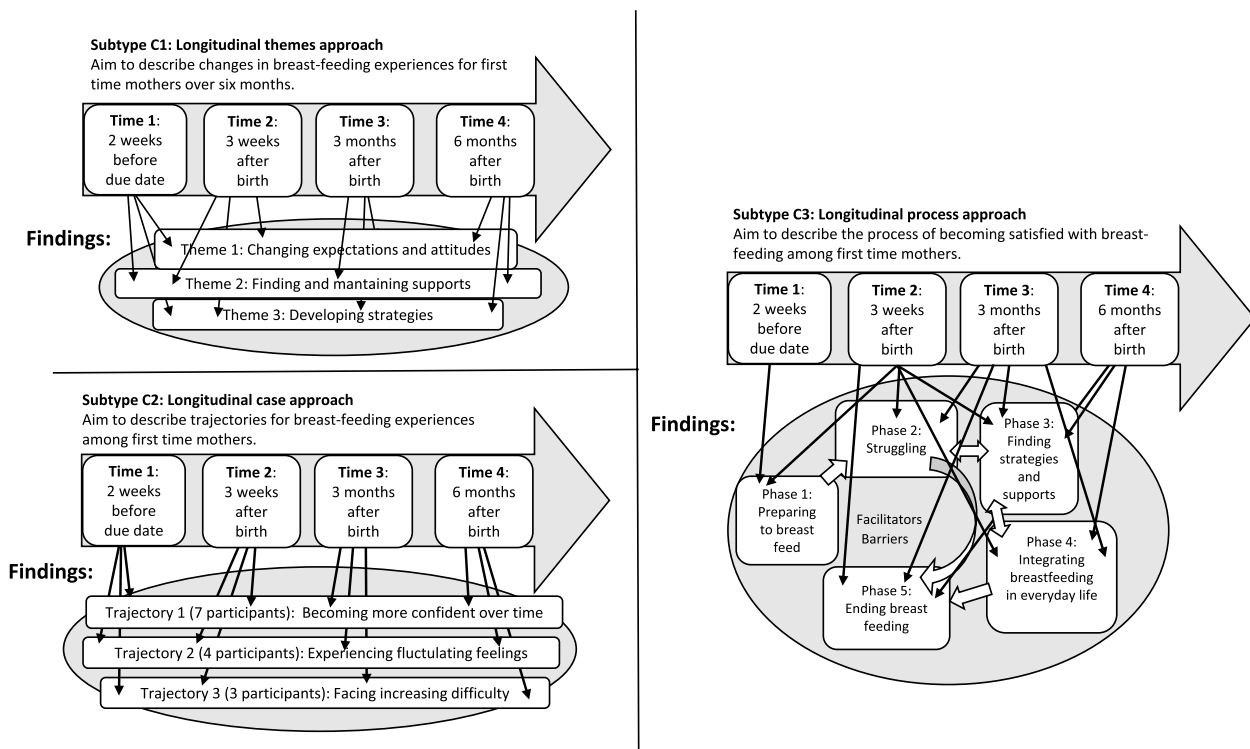 Subtype C1: Longitudinal themes approach
Aim to describe changes in breast-feeding experiences for first
time mothers over six months.
Time 1:
2 weeks
before
due date
Time 2:
3 weeks
after
birth
Time 3:
3 months
after
birth
Time 4:
6 months
after
birth
Findings:
Theme 1: Changing expectations and attitudes
Theme 2: Finding and mantaining supports
Theme 3: Developing strategies
Subtype C2: Longitudinal case approach
Aim to describe trajectories for breast-feeding experiences
among first time mothers.
Time 1:
2 weeks
before
due date
Time 2:
3 weeks
after
birth
Time 3:
3 months
after
birth
Time 4:
6 months
after
birth
Findings:
Trajectory 1 (7 participants): Becoming more confident over time
Trajectory 2 (4 participants): Experiencing fluctulating feelings
Trajectory 3 (3 participants): Facing increasing difficulty
Subtype C3: Longitudinal process approach
Aim to describe the process of becoming satisfied with breast-
feeding among first time mothers.
Time 1:
2 weeks
before
due date
Time 2:
3 weeks
after
birth
Time 3:
3 months
after
birth
Time 4:
6 months
after
birth
Findings:
Phase 1:
Preparing
to breast
feed
Phase 2:
Struggling
Phase 3:
Finding
strategies
and
supports
Facilitators
Barriers
Phase 4:
Integrating
breastfeeding
in everyday life
Phase 5:
Ending breast
feeding